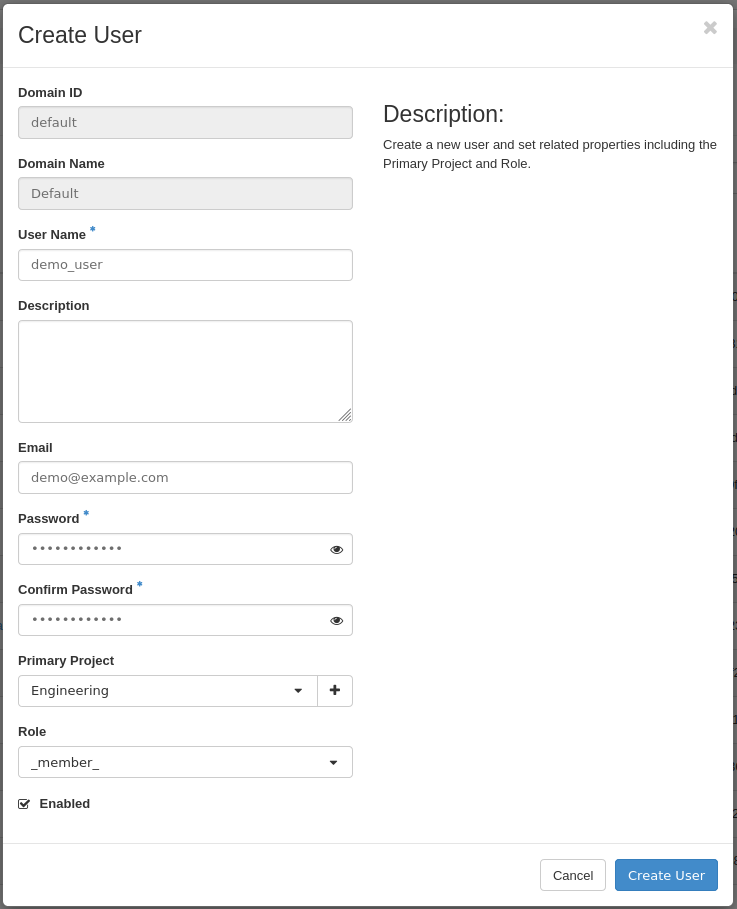 Create User
Domain ID
default
Domain Name
Default
User Name *
demo_user
Description
Email
demo@example.com
Password *
••••••••••••
Confirm Password *
••••••••••••
Primary Project
Engineering
Role
_member_
Enabled
Description:
Create a new user and set related properties including the
Primary Project and Role.
Cancel
Create User